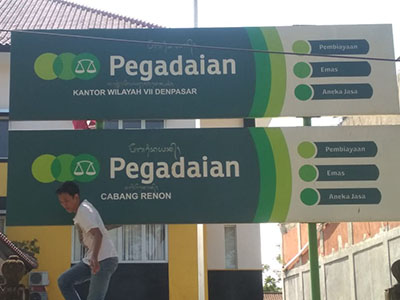 Pegadaian
KANTOR WILAYAH VII DENPASAR
Pembiayaan
Emas
Aneka Jasa
Pegadaian
CABANG RENON
Pembiayaan
Emas
Aneka Jasa